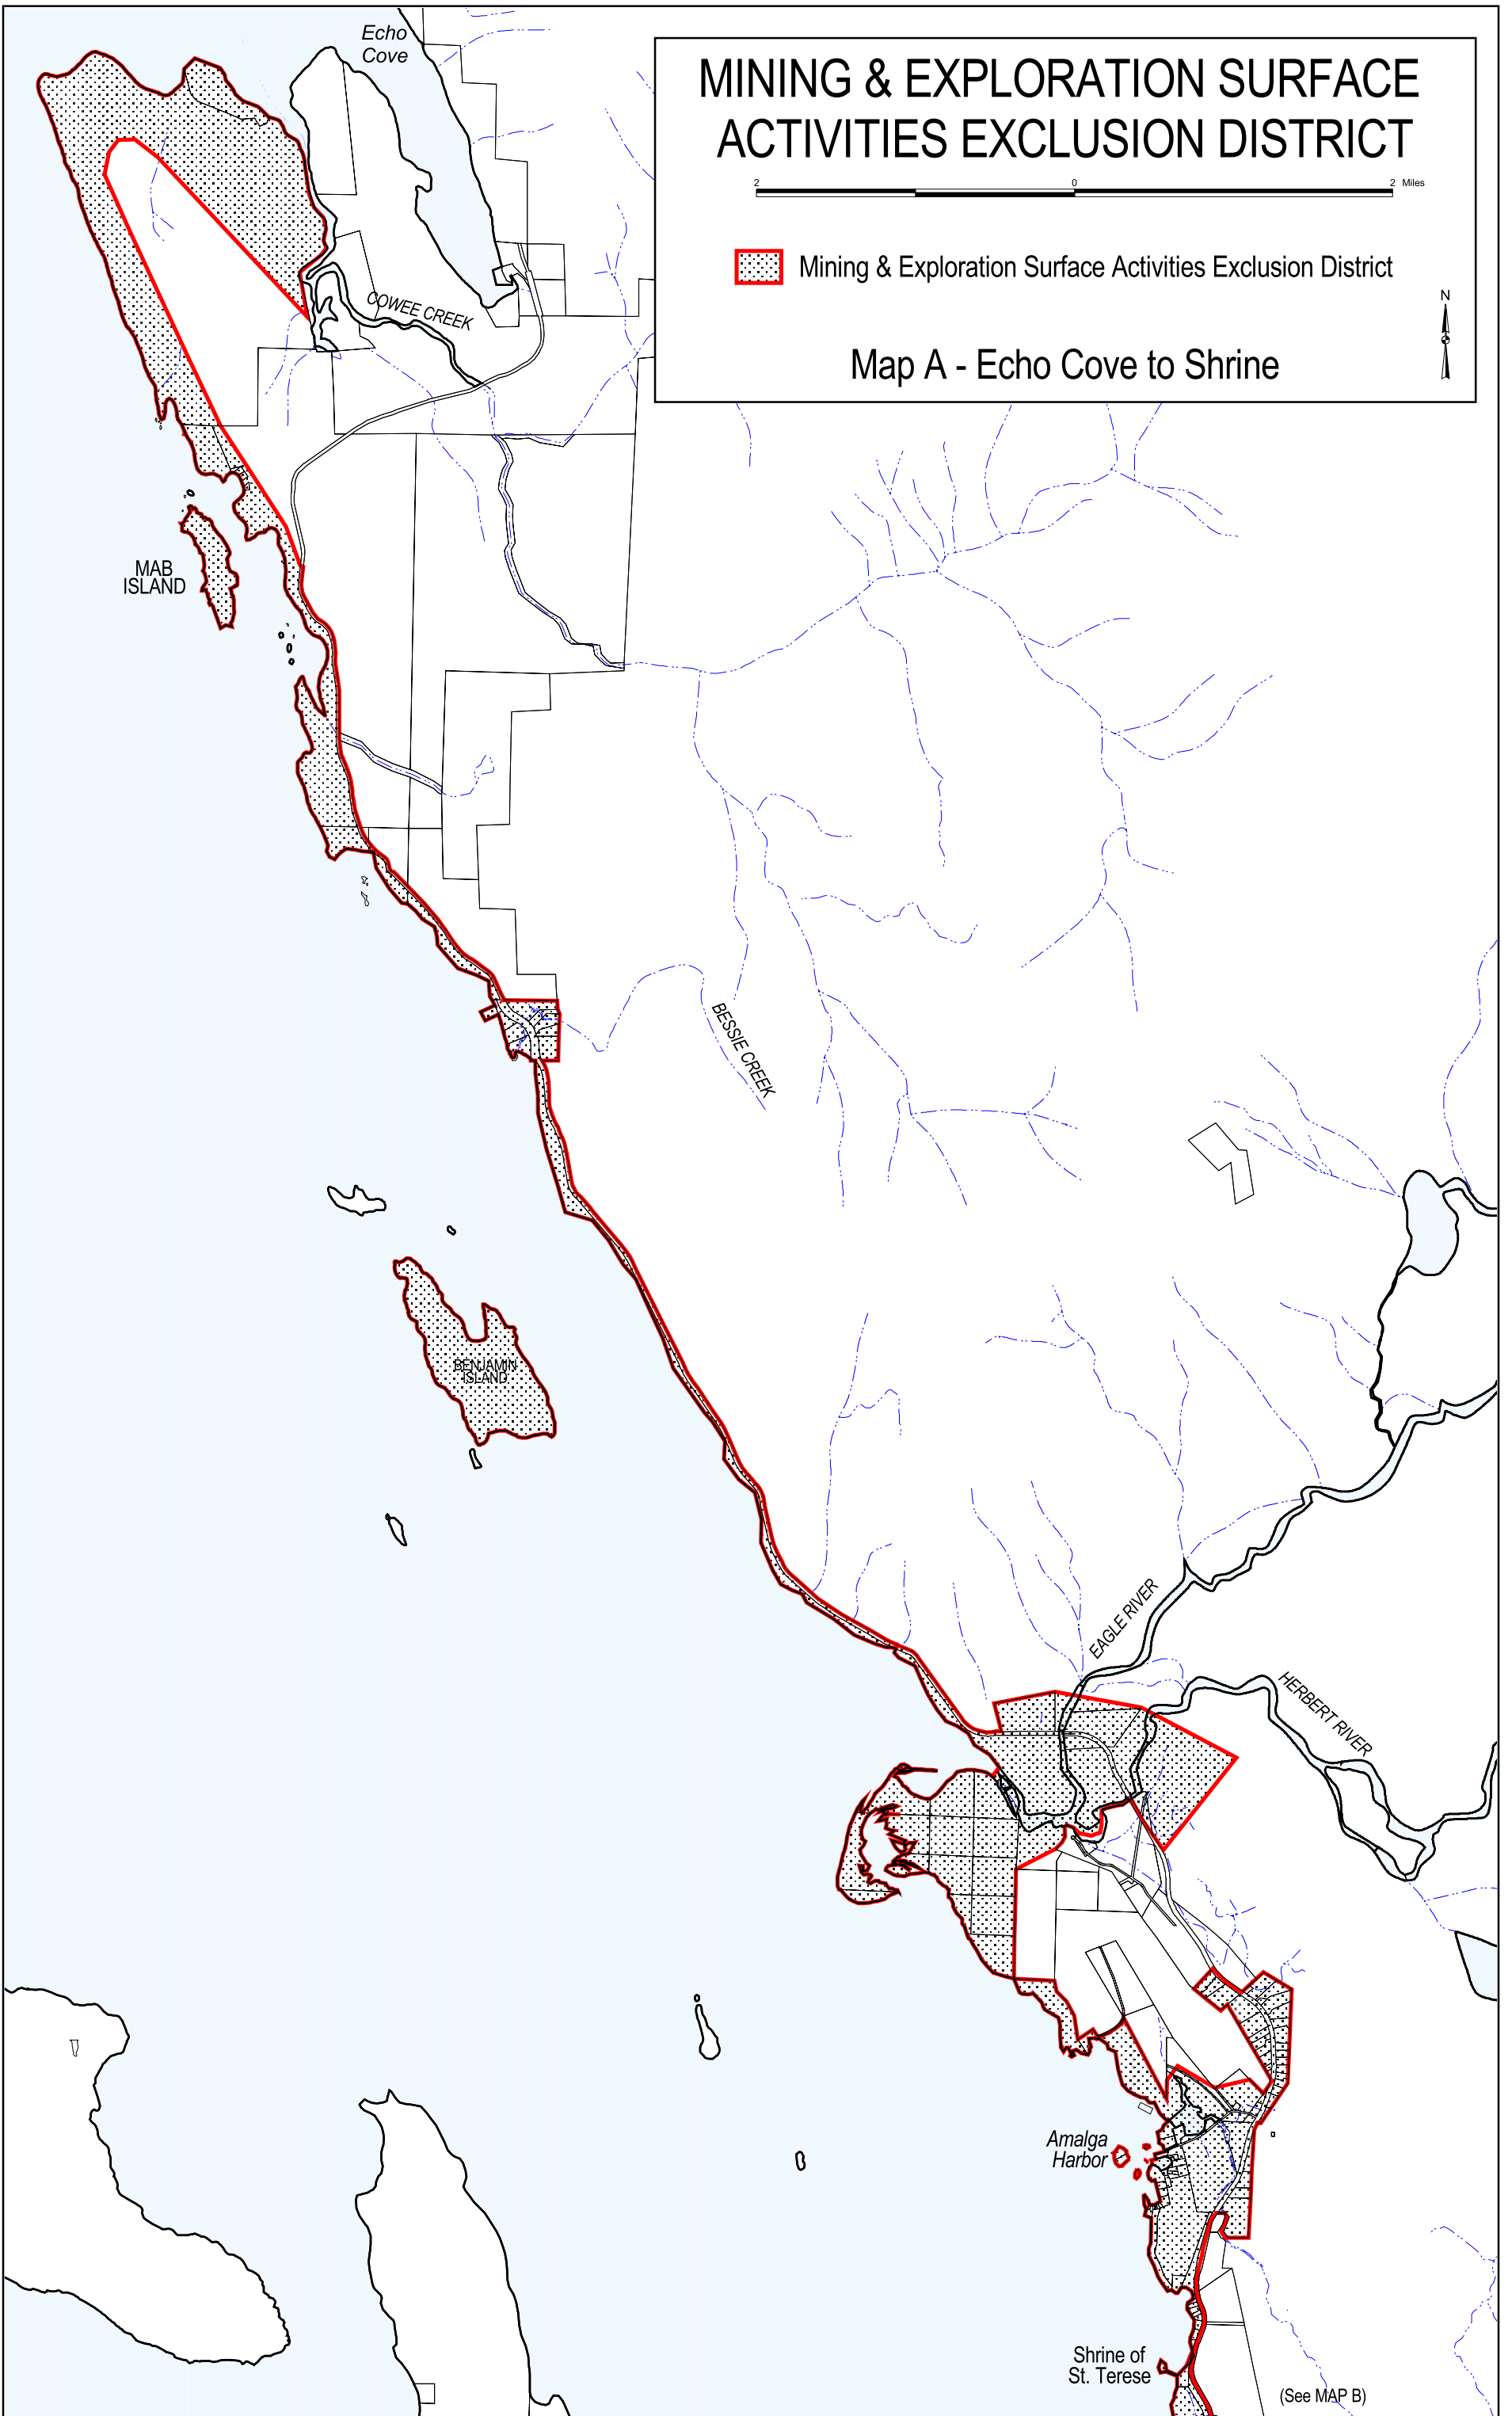 Echo
Cove
MINING & EXPLORATION SURFACE
ACTIVITIES EXCLUSION DISTRICT
2 0 2 Miles
Mining & Exploration Surface Activities Exclusion District
N
Map A - Echo Cove to Shrine
COWEE CREEK
MAB
ISLAND
BESSIE CREEK
BENJAMIN
ISLAND
EAGLE RIVER
HERBERT RIVER
Amalga
Harbor
Shrine of
St. Terese
(See MAP B)